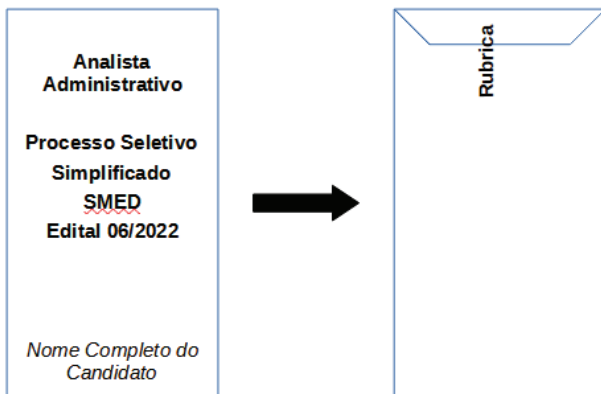 Analista
Administrativo
Processo Seletivo
Simplificado
SMED
Edital 06/2022
Nome Completo do
Candidato
Rubrica